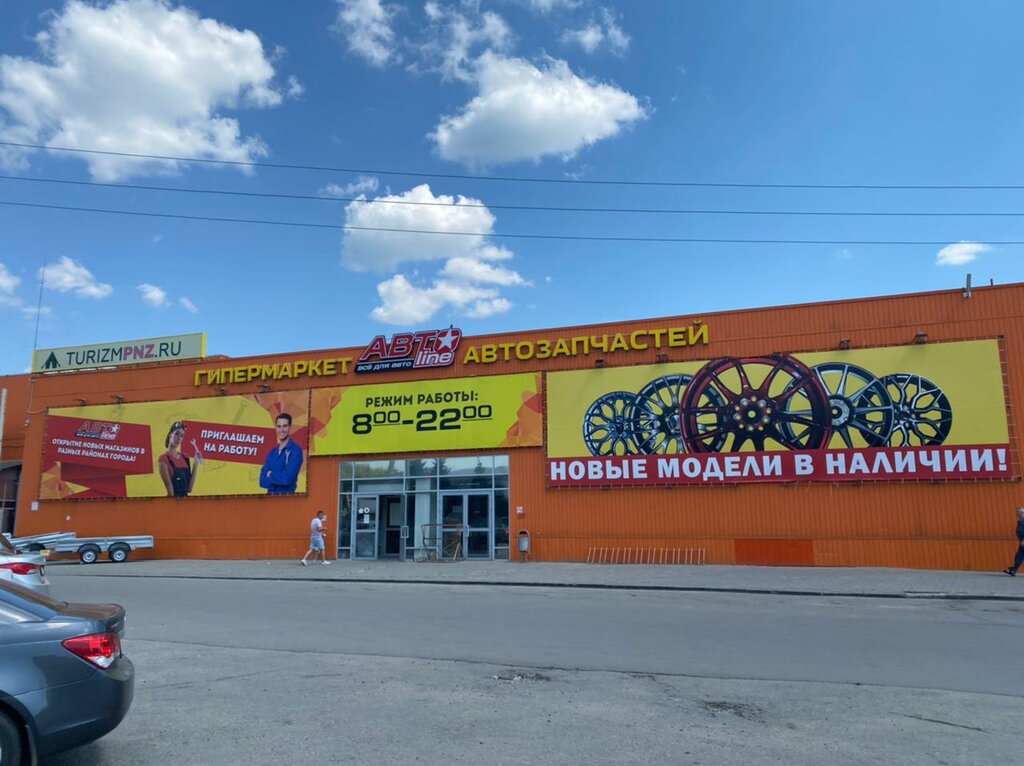 TURIZMPNZ.RU
ГИПЕРМАРКЕТ
АВТО
line
ВСЁ ДЛЯ АВТО
АВТОЗАПЧАСТЕЙ
АВТО
line
ОТКРЫТИЕ НОВЫХ МАГАЗИНОВ В
РАЗНЫХ РАЙОНАХ ГОРОДА!
ПРИГЛАШАЕМ
НА РАБОТУ!
РЕЖИМ РАБОТЫ:
8⁰⁰-22⁰⁰
НОВЫЕ МОДЕЛИ В НАЛИЧИИ!